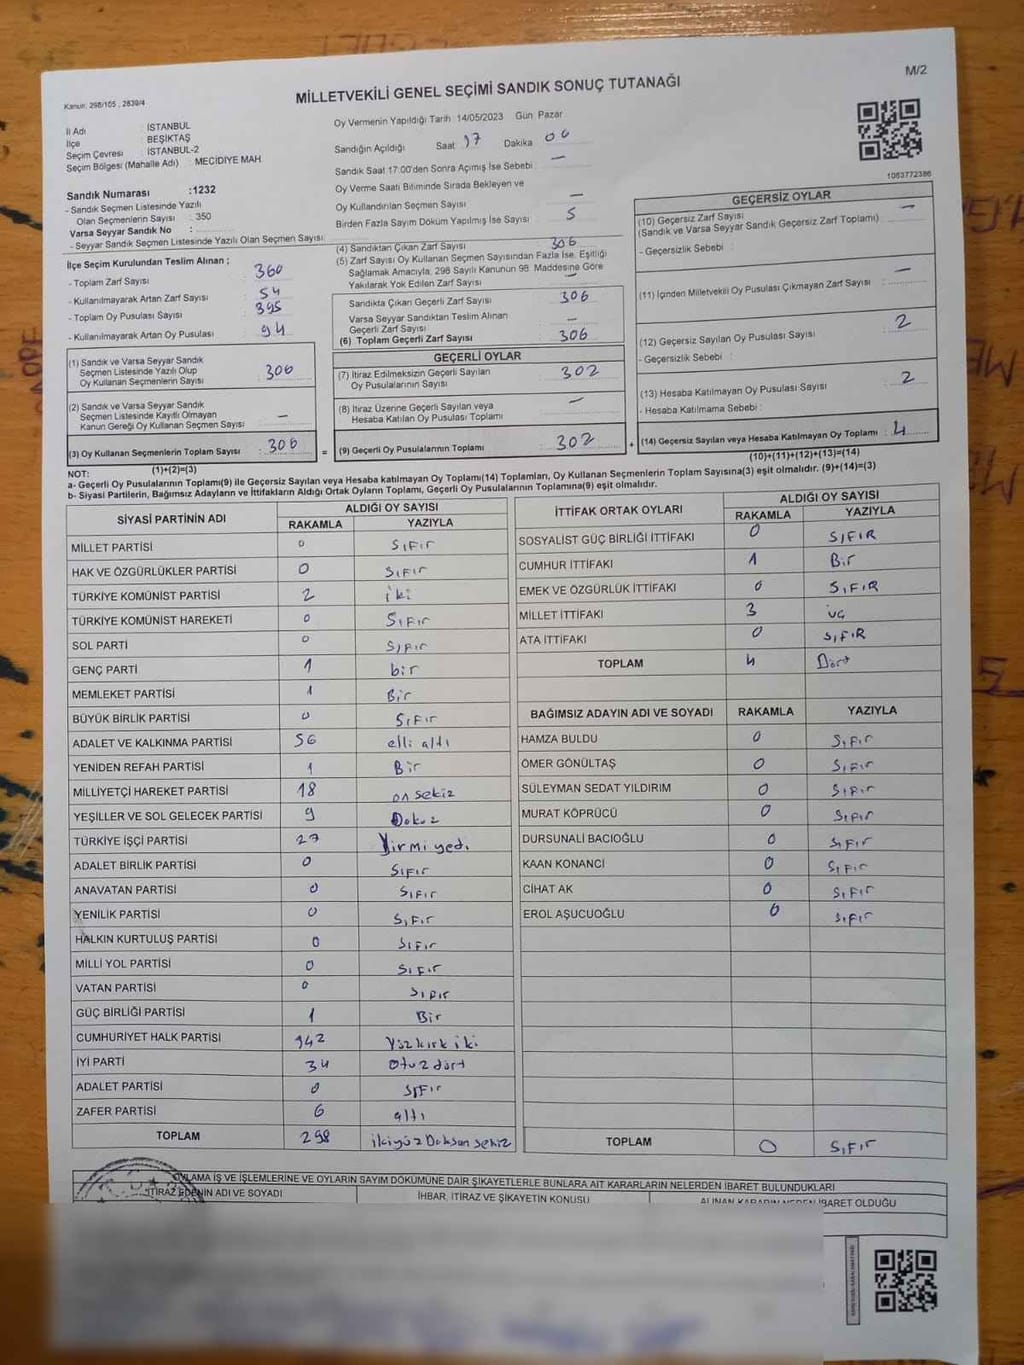 M/2
MİLLETVEKİLİ GENEL SEÇİMİ SANDIK SONUÇ TUTANAĞI
Kanun: 298/105 , 2839/4
İl Adı : İSTANBUL
İlçe : BEŞİKTAŞ
Seçim Çevresi : İSTANBUL-2
Seçim Bölgesi (Mahalle Adı) : MECİDİYE MAH.
Sandık Numarası :1232
- Sandık Seçmen Listesinde Yazılı
Olan Seçmenlerin Sayısı : 350
Varsa Seyyar Sandık No :
- Seyyar Sandık Seçmen Listesinde Yazılı Olan Seçmen Sayısı:
Oy Vermenin Yapıldığı Tarih 14/05/2023 Gün Pazar
Sandığın Açıldığı Saat 17 Dakika 00
Sandık Saat 17:00'den Sonra Açılmış İse Sebebi : —
Oy Verme Saati Bitiminde Sırada Bekleyen ve
Oy Kullandırılan Seçmen Sayısı —
Birden Fazla Sayım Döküm Yapılmış İse Sayısı : 5
1063772386
İlçe Seçim Kurulundan Teslim Alınan ;
- Toplam Zarf Sayısı : 360
- Kullanılmayarak Artan Zarf Sayısı : 54
- Toplam Oy Pusulası Sayısı : 395
- Kullanılmayarak Artan Oy Pusulası : 94
(1) Sandık ve Varsa Seyyar Sandık
Seçmen Listesinde Yazılı Olup
Oy Kullanan Seçmenlerin Sayısı : 306
(2) Sandık ve Varsa Seyyar Sandık
Seçmen Listesinde Kayıtlı Olmayan
Kanun Gereği Oy Kullanan Seçmen Sayısı : —
(3) Oy Kullanan Seçmenlerin Toplam Sayısı : 306
(1)+(2)=(3)
(4) Sandıktan Çıkan Zarf Sayısı : 306
(5) Zarf Sayısı Oy Kullanan Seçmen Sayısından Fazla İse, Eşitliği
Sağlamak Amacıyla, 298 Sayılı Kanunun 98. Maddesine Göre
Yakılarak Yok Edilen Zarf Sayısı : —
Sandıkta Çıkan Geçerli Zarf Sayısı : 306
Varsa Seyyar Sandıktan Teslim Alınan
Geçerli Zarf Sayısı : —
(6) Toplam Geçerli Zarf Sayısı : 306
GEÇERLİ OYLAR
(7) İtiraz Edilmeksizin Geçerli Sayılan
Oy Pusulalarının Sayısı : 302
(8) İtiraz Üzerine Geçerli Sayılan veya
Hesaba Katılan Oy Pusulası Toplamı : —
= (9) Geçerli Oy Pusulalarının Toplamı : 302
GEÇERSİZ OYLAR
(10) Geçersiz Zarf Sayısı
(Sandık ve Varsa Seyyar Sandık Geçersiz Zarf Toplamı) : —
- Geçersizlik Sebebi :
(11) İçinden Milletvekili Oy Pusulası Çıkmayan Zarf Sayısı : —
(12) Geçersiz Sayılan Oy Pusulası Sayısı : 2
- Geçersizlik Sebebi :
(13) Hesaba Katılmayan Oy Pusulası Sayısı : 2
- Hesaba Katılmama Sebebi :
+ (14) Geçersiz Sayılan veya Hesaba Katılmayan Oy Toplamı : 4
(10)+(11)+(12)+(13)=(14)
NOT:
a- Geçerli Oy Pusulalarının Toplamı(9) ile Geçersiz Sayılan veya Hesaba katılmayan Oy Toplamı(14) Toplamları, Oy Kullanan Seçmenlerin Toplam Sayısına(3) eşit olmalıdır. (9)+(14)=(3)
b- Siyasi Partilerin, Bağımsız Adayların ve İttifakların Aldığı Ortak Oyların Toplamı, Geçerli Oy Pusulalarının Toplamına(9) eşit olmalıdır.
SİYASİ PARTİNİN ADI ALDIĞI OY SAYISI
RAKAMLA YAZIYLA
MİLLET PARTİSİ 0 SıFır
HAK VE ÖZGÜRLÜKLER PARTİSİ 0 SıFır
TÜRKİYE KOMÜNİST PARTİSİ 2 iki
TÜRKİYE KOMÜNİST HAREKETİ 0 SıFır
SOL PARTİ 0 SıFır
GENÇ PARTİ 1 bir
MEMLEKET PARTİSİ 1 Bir
BÜYÜK BİRLİK PARTİSİ 0 SıFır
ADALET VE KALKINMA PARTİSİ 56 elli altı
YENİDEN REFAH PARTİSİ 1 Bir
MİLLİYETÇİ HAREKET PARTİSİ 18 on sekiz
YEŞİLLER VE SOL GELECEK PARTİSİ 9 Dokuz
TÜRKİYE İŞÇİ PARTİSİ 27 Yirmi yedi
ADALET BİRLİK PARTİSİ 0 SıFır
ANAVATAN PARTİSİ 0 SıFır
YENİLİK PARTİSİ 0 SıFır
HALKIN KURTULUŞ PARTİSİ 0 SıFır
MİLLİ YOL PARTİSİ 0 SıFır
VATAN PARTİSİ 0 SıFır
GÜÇ BİRLİĞİ PARTİSİ 1 Bir
CUMHURİYET HALK PARTİSİ 142 Yüz kırk iki
İYİ PARTİ 34 Otuz dört
ADALET PARTİSİ 0 SıFır
ZAFER PARTİSİ 6 altı
TOPLAM 298 ikiyüz Doksan sekiz
İTTİFAK ORTAK OYLARI ALDIĞI OY SAYISI
RAKAMLA YAZIYLA
SOSYALİST GÜÇ BİRLİĞİ İTTİFAKI 0 SıFıR
CUMHUR İTTİFAKI 1 Bir
EMEK VE ÖZGÜRLÜK İTTİFAKI 0 SıFıR
MİLLET İTTİFAKI 3 üç
ATA İTTİFAKI 0 SıFıR
TOPLAM 4 Dört
BAĞIMSIZ ADAYIN ADI VE SOYADI RAKAMLA YAZIYLA
HAMZA BULDU 0 SıFır
ÖMER GÖNÜLTAŞ 0 SıFır
SÜLEYMAN SEDAT YILDIRIM 0 SıFır
MURAT KÖPRÜCÜ 0 SıFır
DURSUNALİ BACIOĞLU 0 SıFır
KAAN KONANCI 0 SıFır
CİHAT AK 0 SıFır
EROL AŞUCUOĞLU 0 SıFır
TOPLAM 0 SıFır
OYLAMA İŞ VE İŞLEMLERİNE VE OYLARIN SAYIM DÖKÜMÜNE DAİR ŞİKAYETLERLE BUNLARA AİT KARARLARIN NELERDEN İBARET BULUNDUKLARI
İTİRAZ EDENİN ADI VE SOYADI İHBAR, İTİRAZ VE ŞİKAYETİN KONUSU ALINAN KARARIN NEDEN İBARET OLDUĞU